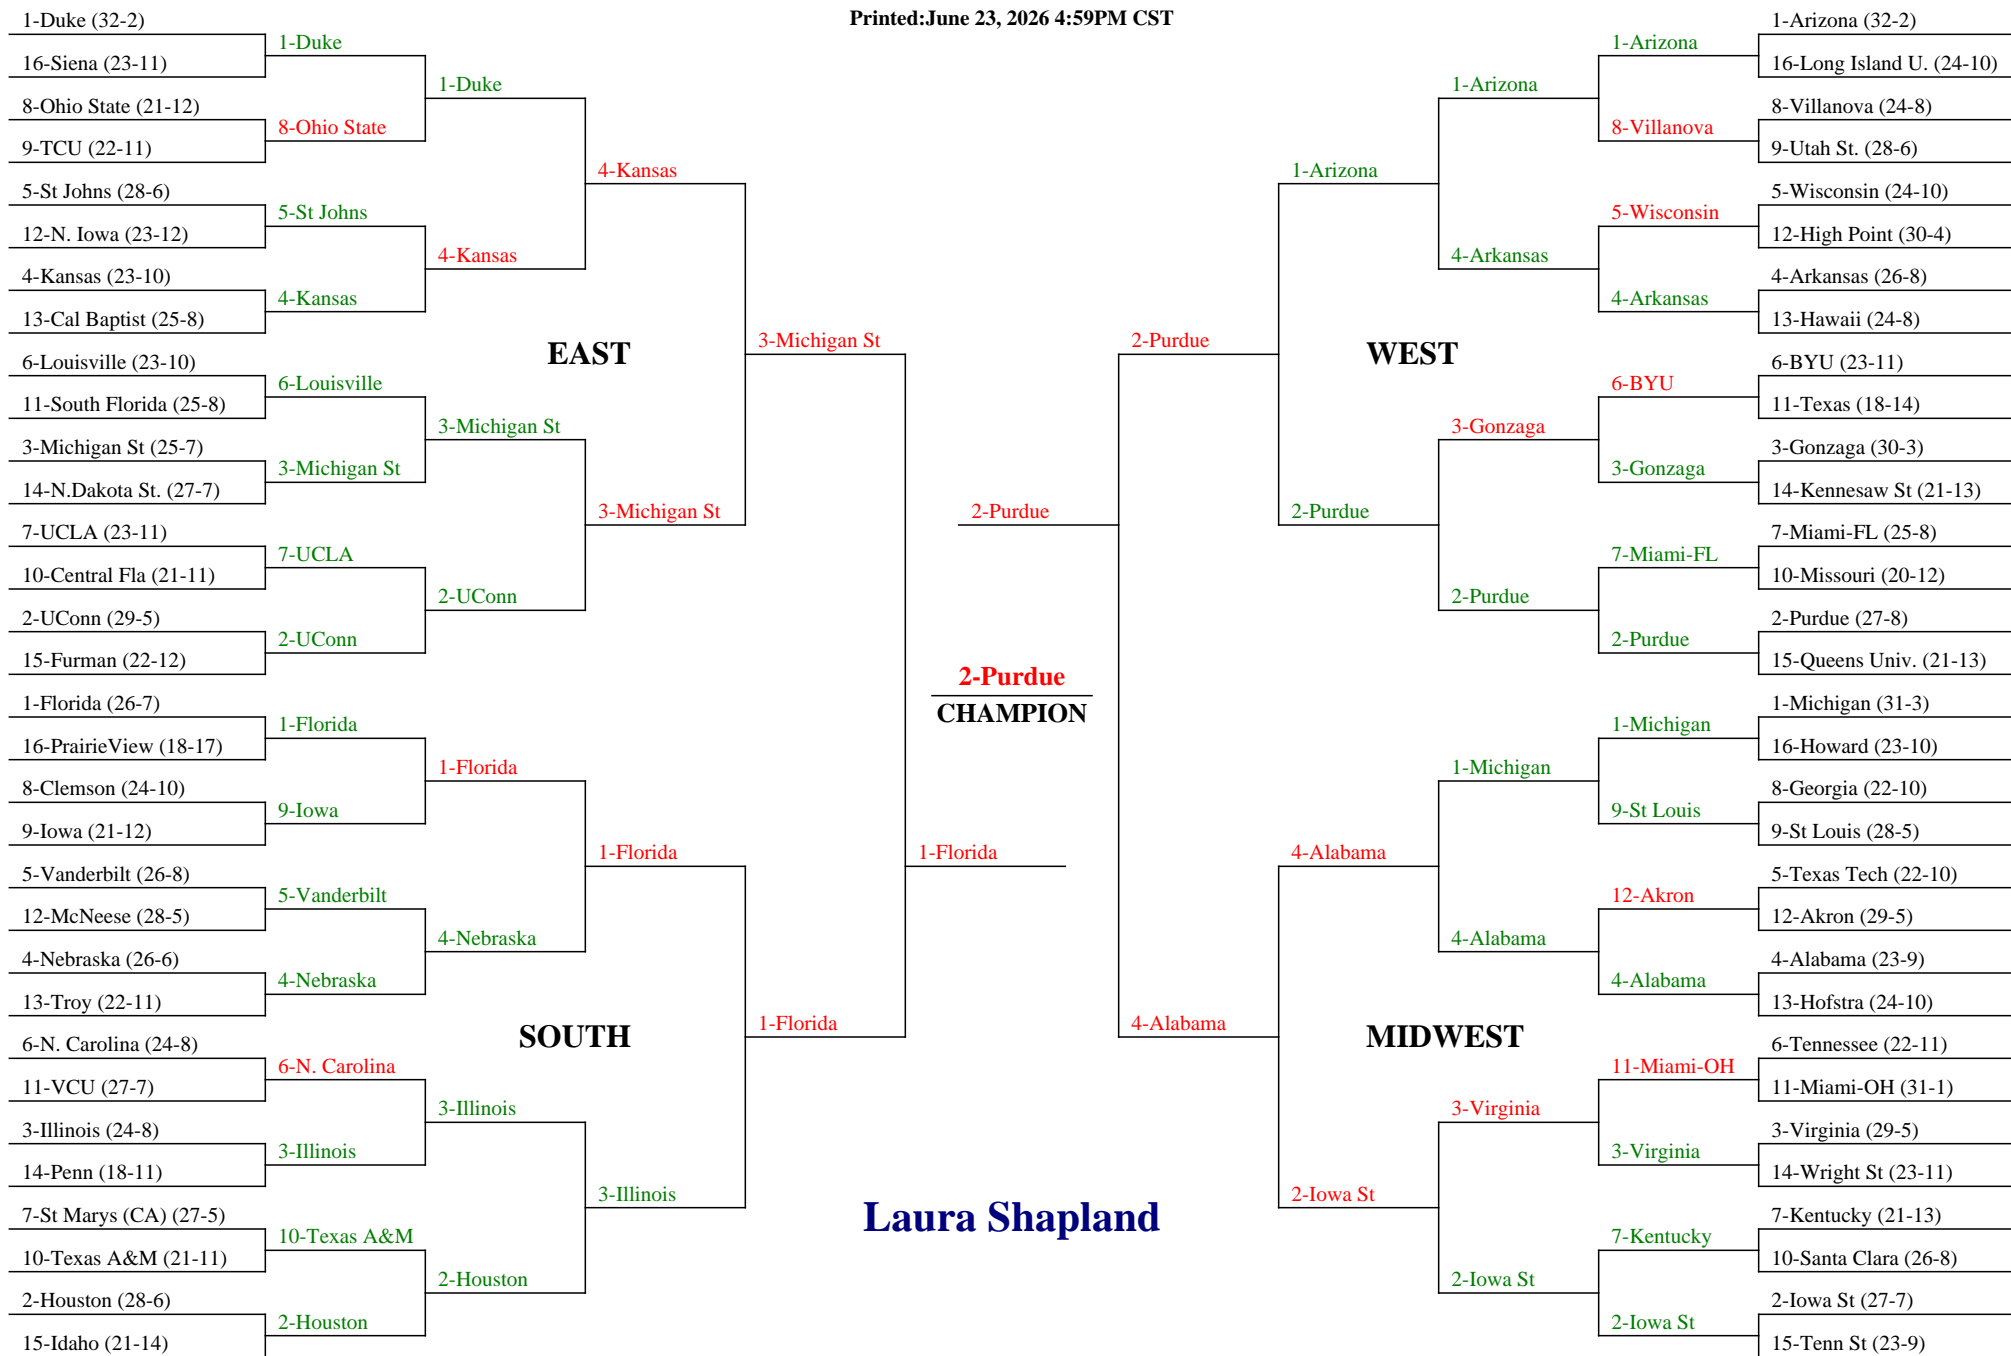 Printed:June 23, 2026 4:59PM CST
1-Duke (32-2)
16-Siena (23-11)
8-Ohio State (21-12)
9-TCU (22-11)
5-St Johns (28-6)
12-N. Iowa (23-12)
4-Kansas (23-10)
13-Cal Baptist (25-8)
6-Louisville (23-10)
11-South Florida (25-8)
3-Michigan St (25-7)
14-N.Dakota St. (27-7)
7-UCLA (23-11)
10-Central Fla (21-11)
2-UConn (29-5)
15-Furman (22-12)
1-Florida (26-7)
16-PrairieView (18-17)
8-Clemson (24-10)
9-Iowa (21-12)
5-Vanderbilt (26-8)
12-McNeese (28-5)
4-Nebraska (26-6)
13-Troy (22-11)
6-N. Carolina (24-8)
11-VCU (27-7)
3-Illinois (24-8)
14-Penn (18-11)
7-St Marys (CA) (27-5)
10-Texas A&M (21-11)
2-Houston (28-6)
15-Idaho (21-14)
1-Duke
8-Ohio State
5-St Johns
4-Kansas
6-Louisville
3-Michigan St
7-UCLA
2-UConn
1-Florida
9-Iowa
5-Vanderbilt
4-Nebraska
6-N. Carolina
3-Illinois
10-Texas A&M
2-Houston
1-Duke
4-Kansas
3-Michigan St
2-UConn
1-Florida
4-Nebraska
3-Illinois
2-Houston
4-Kansas
3-Michigan St
1-Florida
3-Illinois
EAST
SOUTH
3-Michigan St
1-Florida
1-Florida
2-Purdue
2-Purdue
CHAMPION
Laura Shapland
2-Purdue
4-Alabama
WEST
MIDWEST
1-Arizona
2-Purdue
4-Alabama
2-Iowa St
1-Arizona
4-Arkansas
3-Gonzaga
2-Purdue
1-Michigan
4-Alabama
3-Virginia
2-Iowa St
1-Arizona
8-Villanova
5-Wisconsin
4-Arkansas
6-BYU
3-Gonzaga
7-Miami-FL
2-Purdue
1-Michigan
9-St Louis
12-Akron
4-Alabama
11-Miami-OH
3-Virginia
7-Kentucky
2-Iowa St
1-Arizona (32-2)
16-Long Island U. (24-10)
8-Villanova (24-8)
9-Utah St. (28-6)
5-Wisconsin (24-10)
12-High Point (30-4)
4-Arkansas (26-8)
13-Hawaii (24-8)
6-BYU (23-11)
11-Texas (18-14)
3-Gonzaga (30-3)
14-Kennesaw St (21-13)
7-Miami-FL (25-8)
10-Missouri (20-12)
2-Purdue (27-8)
15-Queens Univ. (21-13)
1-Michigan (31-3)
16-Howard (23-10)
8-Georgia (22-10)
9-St Louis (28-5)
5-Texas Tech (22-10)
12-Akron (29-5)
4-Alabama (23-9)
13-Hofstra (24-10)
6-Tennessee (22-11)
11-Miami-OH (31-1)
3-Virginia (29-5)
14-Wright St (23-11)
7-Kentucky (21-13)
10-Santa Clara (26-8)
2-Iowa St (27-7)
15-Tenn St (23-9)